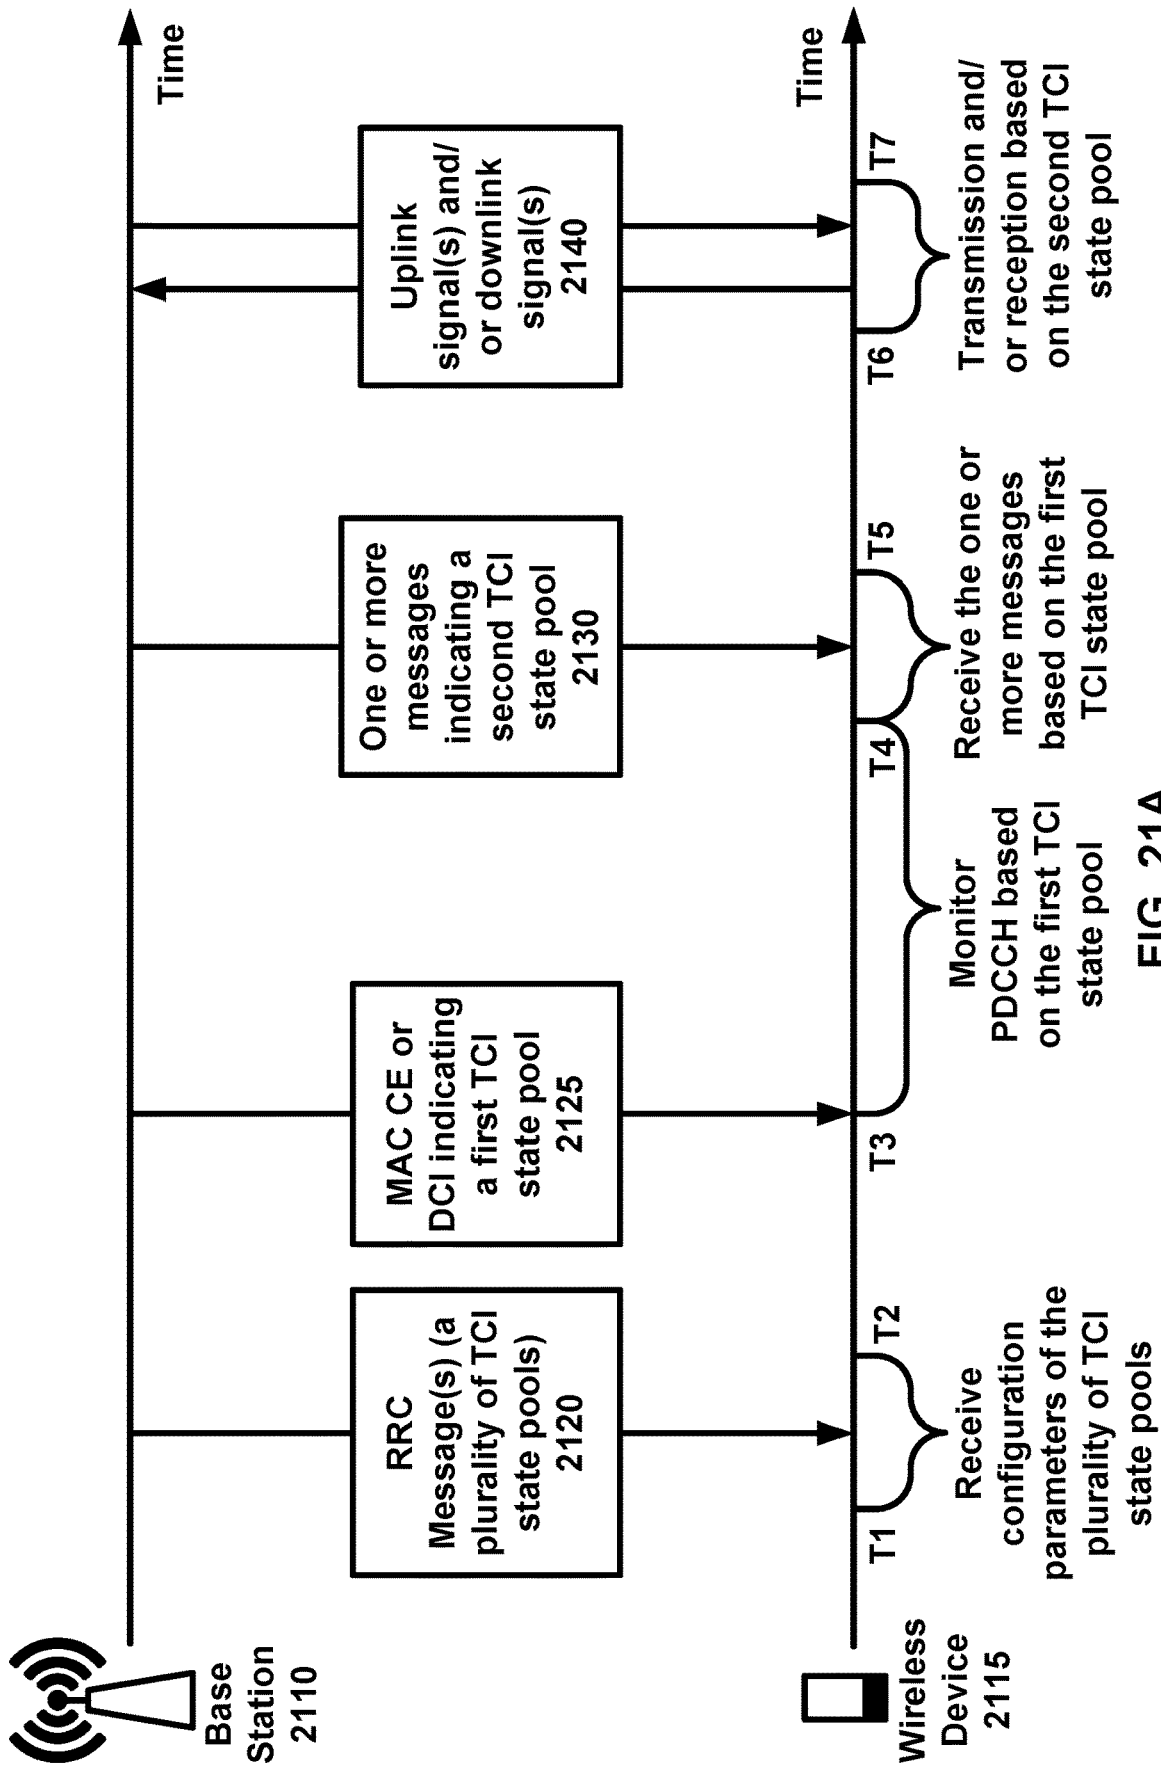 Base
Station
2110
Time
RRC
Message(s) (a
plurality of TCI
state pools)
2120
MAC CE or
DCI indicating
a first TCI
state pool
2125
One or more
messages
indicating a
second TCI
state pool
2130
Uplink
signal(s) and/
or downlink
signal(s)
2140
Wireless
Device
2115
Time
T1
T2
T3
T4
T5
T6
T7
Receive
configuration
parameters of the
plurality of TCI
state pools
Monitor
PDCCH based
on the first TCI
state pool
Receive the one or
more messages
based on the first
TCI state pool
Transmission and/
or reception based
on the second TCI
state pool
FIG. 21A